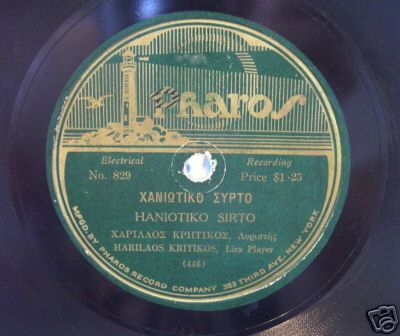 Pharos
Electrical Recording
No. 829 Price $1.25
ΧΑΝΙΩΤΙΚΟ ΣΥΡΤΟ
HANIOTIKO SIRTO
ΧΑΡΙΛΑΟΣ ΚΡΗΤΙΚΟΣ, Λυριστής
HARILAOS KRITIKOS, Lira Player
(446)
MFGD. BY PHAROS RECORD COMPANY 383 THIRD AVE. NEW YORK